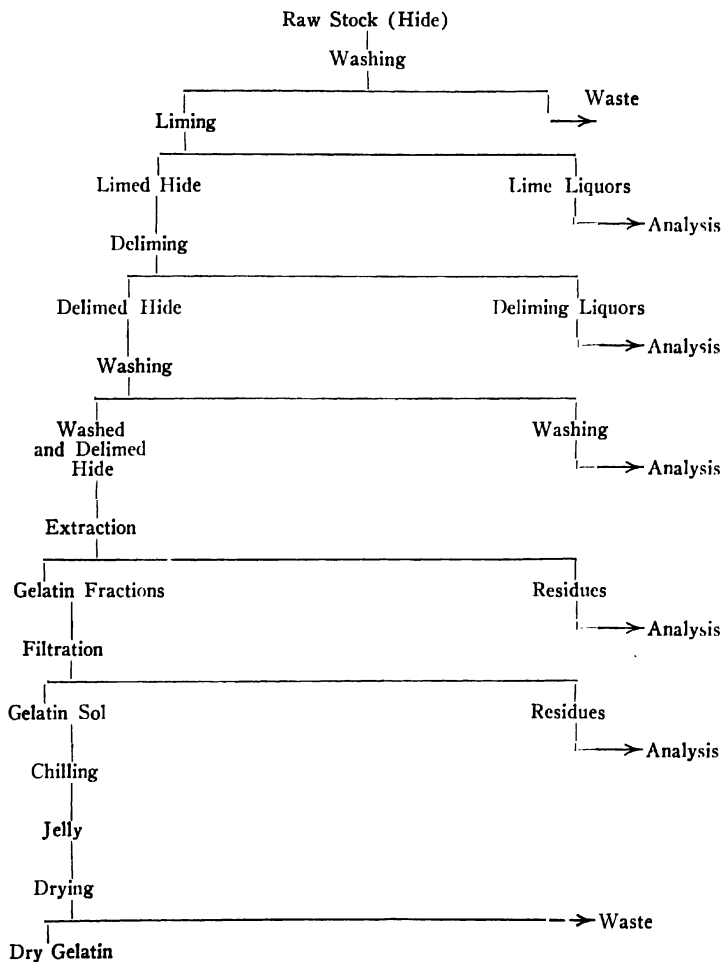 Raw Stock (Hide)
Washing
Waste
Liming
Limed Hide
Lime Liquors
Analysis
Deliming
Delimed Hide
Deliming Liquors
Analysis
Washing
Washed
and Delimed
Hide
Washing
Analysis
Extraction
Gelatin Fractions
Residues
Analysis
Filtration
Gelatin Sol
Residues
Analysis
Chilling
Jelly
Drying
Waste
Dry Gelatin